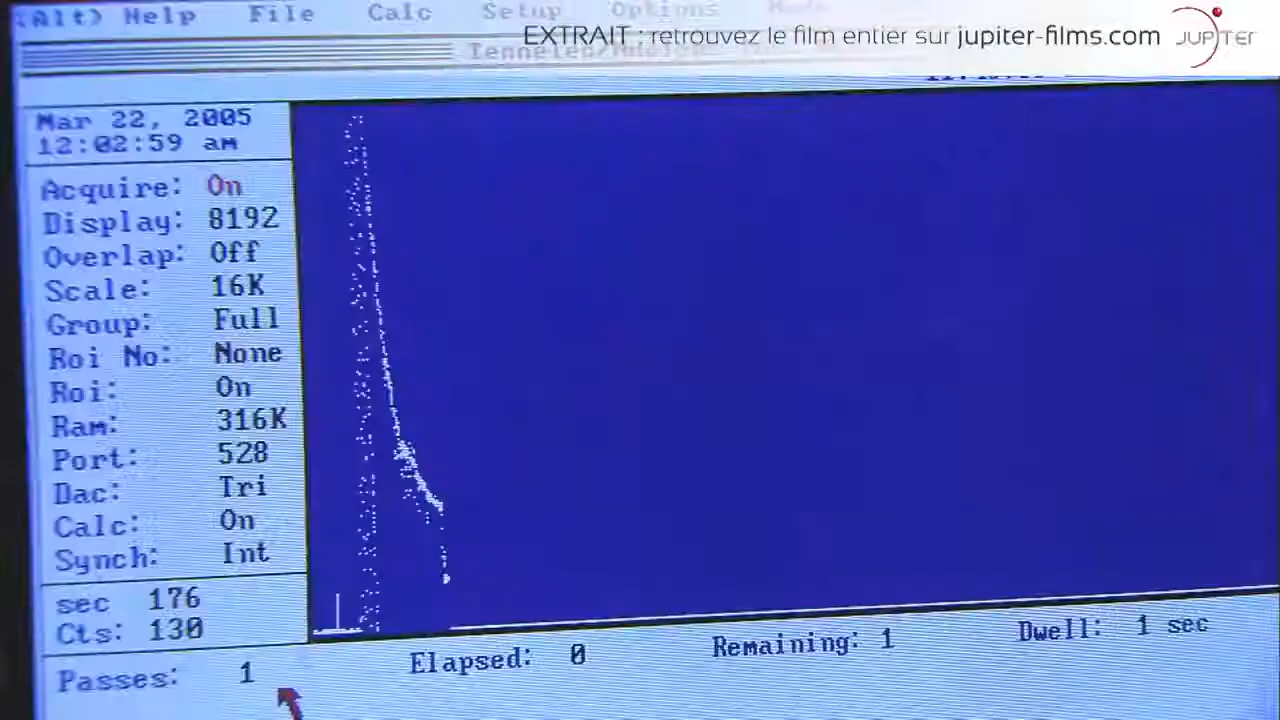 (Alt) Help File Calc Setup Options
EXTRAIT : retrouvez le film entier sur jupiter-films.com JUPITER
Mar 22, 2005
12:02:59 am
Acquire: On
Display: 8192
Overlap: Off
Scale: 16K
Group: Full
Roi No: None
Roi: On
Ram: 316K
Port: 528
Dac: Tri
Calc: On
Synch: Int
sec 176
Cts: 130
Passes: 1 Elapsed: 0 Remaining: 1 Dwell: 1 sec